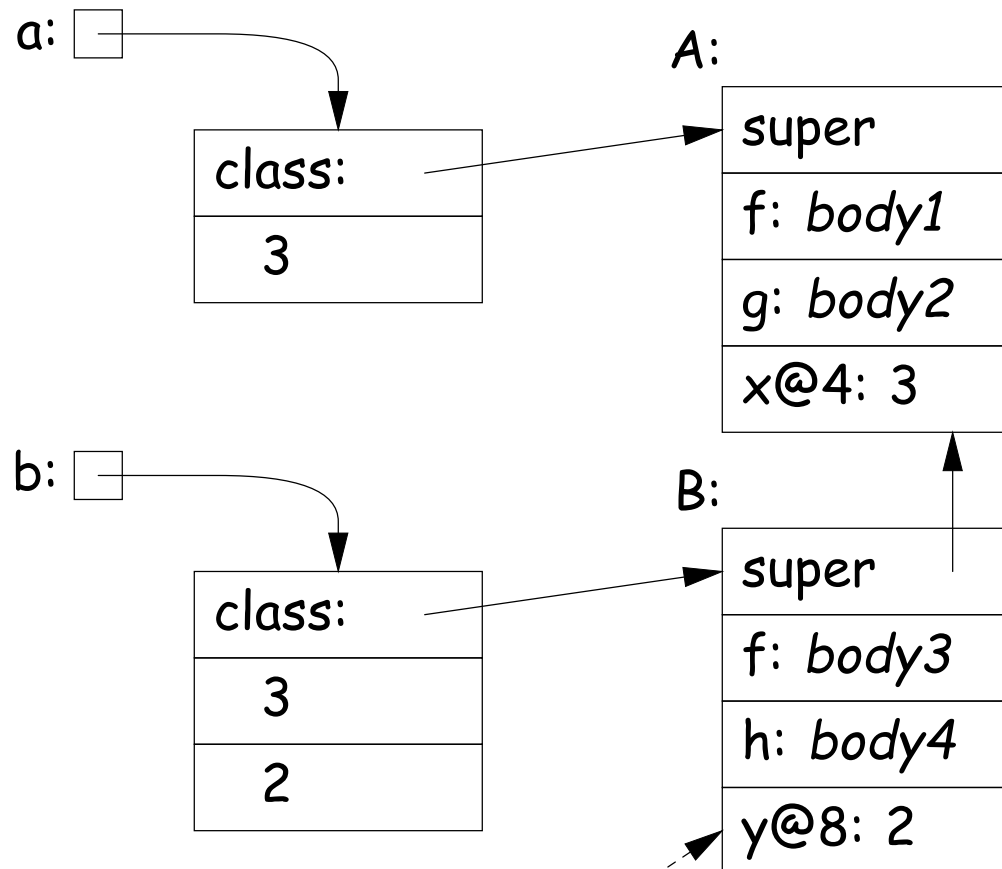 a:
class:
3
A:
super
f: body1
g: body2
x@4: 3
b:
class:
3
2
B:
super
f: body3
h: body4
y@8: 2